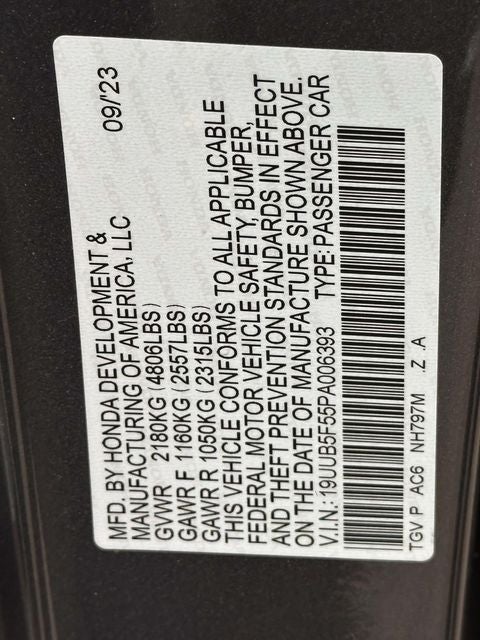 MFD. BY HONDA DEVELOPMENT & 09/'23
MANUFACTURING OF AMERICA, LLC
GVWR 2180KG (4806LBS)
GAWR F 1160KG (2557LBS)
GAWR R 1050KG (2315LBS)
THIS VEHICLE CONFORMS TO ALL APPLICABLE
FEDERAL MOTOR VEHICLE SAFETY, BUMPER,
AND THEFT PREVENTION STANDARDS IN EFFECT
ON THE DATE OF MANUFACTURE SHOWN ABOVE.
V.I.N.: 19UUB5F55PA006393 TYPE: PASSENGER CAR
TGV P AC6 NH797M Z .A